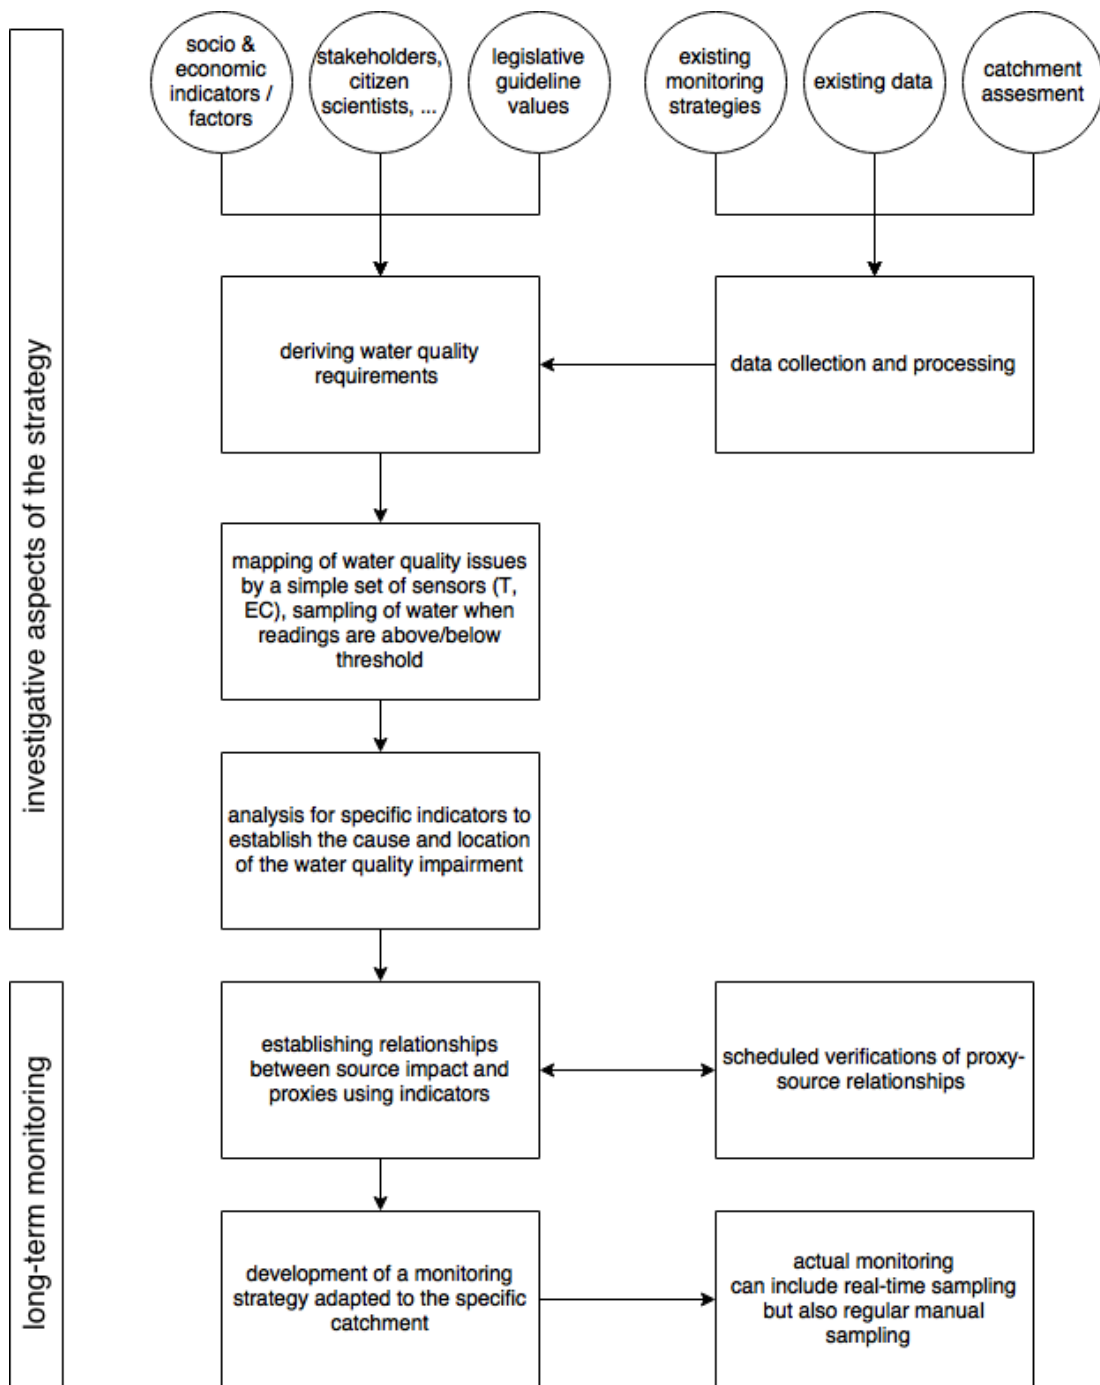 socio &
economic
indicators /
factors
stakeholders,
citizen
scientists, ...
legislative
guideline
values
existing
monitoring
strategies
existing data
catchment
assesment
investigative aspects of the strategy
deriving water quality
requirements
data collection and processing
mapping of water quality issues
by a simple set of sensors (T,
EC), sampling of water when
readings are above/below
threshold
analysis for specific indicators to
establish the cause and location
of the water quality impairment
long-term monitoring
establishing relationships
between source impact and
proxies using indicators
scheduled verifications of proxy-
source relationships
development of a monitoring
strategy adapted to the specific
catchment
actual monitoring
can include real-time sampling
but also regular manual
sampling